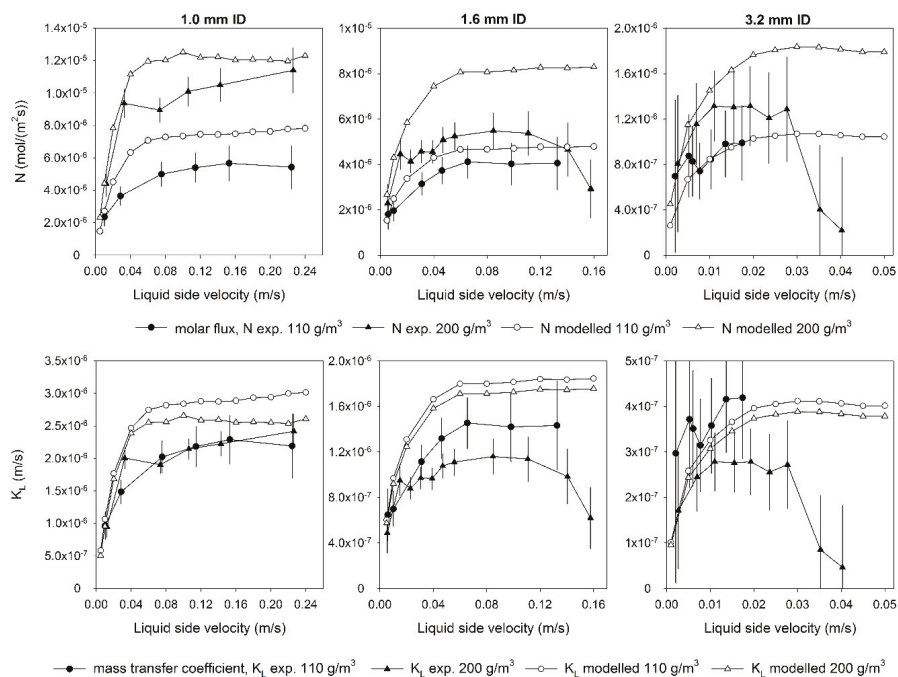 1.0 mm ID
1.6 mm ID
3.2 mm ID
N [mol/(m²s)}
1.4x10⁻⁵
1.2x10⁻⁵
1.0x10⁻⁵
8.0x10⁻⁶
6.0x10⁻⁶
4.0x10⁻⁶
2.0x10⁻⁶
0
0.00 0.04 0.08 0.12 0.16 0.20 0.24
Liquid side velocity (m/s)
1x10⁻⁵
8x10⁻⁶
6x10⁻⁶
4x10⁻⁶
2x10⁻⁶
0
0.00 0.04 0.08 0.12 0.16
Liquid side velocity (m/s)
2.0x10⁻⁶
1.6x10⁻⁶
1.2x10⁻⁶
8.0x10⁻⁷
4.0x10⁻⁷
0
0.00 0.01 0.02 0.03 0.04 0.05
Liquid side velocity (m/s)
molar flux, N exp. 110 g/m³ N exp. 200 g/m³ N modelled 110 g/m³ N modelled 200 g/m³
K_L (m/s)
3.5x10⁻⁶
3.0x10⁻⁶
2.5x10⁻⁶
2.0x10⁻⁶
1.5x10⁻⁶
1.0x10⁻⁶
5.0x10⁻⁷
0
0.00 0.04 0.08 0.12 0.16 0.20 0.24
Liquid side velocity (m/s)
2.0x10⁻⁶
1.6x10⁻⁶
1.2x10⁻⁶
8.0x10⁻⁷
4.0x10⁻⁷
0
0.00 0.04 0.08 0.12 0.16
Liquid side velocity (m/s)
5x10⁻⁷
4x10⁻⁷
3x10⁻⁷
2x10⁻⁷
1x10⁻⁷
0
0.00 0.01 0.02 0.03 0.04 0.05
Liquid side velocity (m/s)
mass transfer coefficient, K_L exp. 110 g/m³ K_L exp. 200 g/m³ K_L modelled 110 g/m³ K_L modelled 200 g/m³